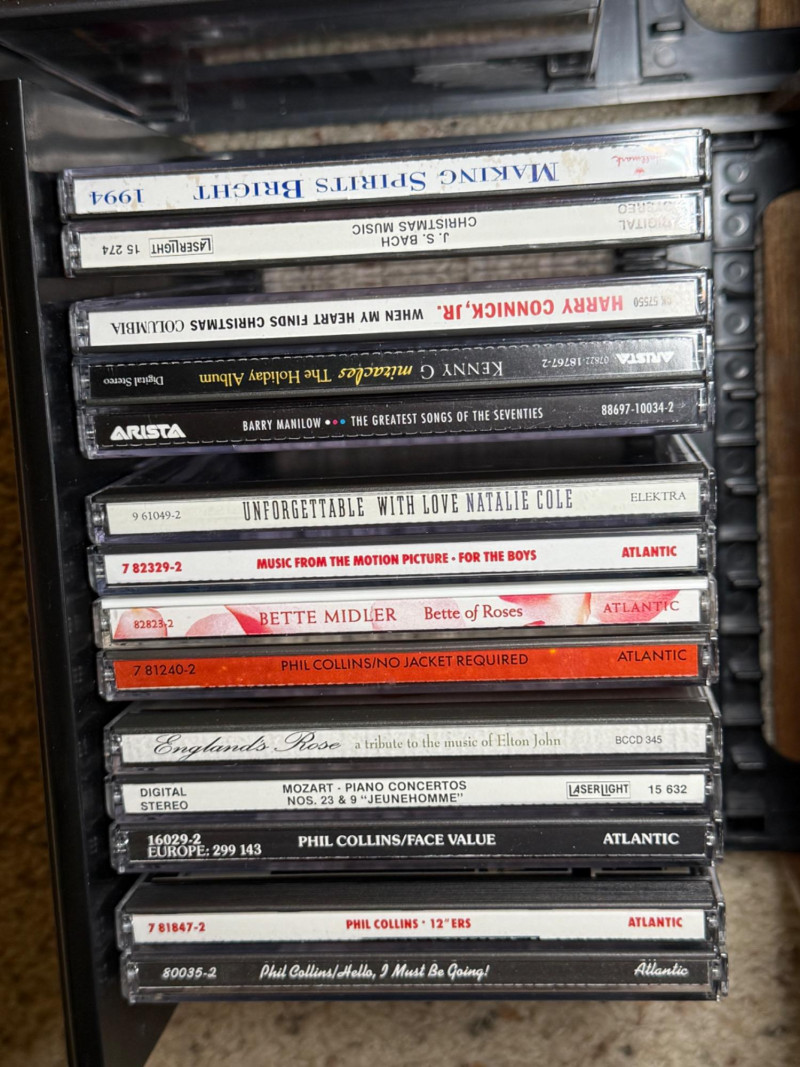 Hallmark
MAKING SPIRITS BRIGHT
1994
DIGITAL
STEREO
J. S. BACH
CHRISTMAS MUSIC
LASERLIGHT
15 274
CK 57550
HARRY CONNICK, JR. WHEN MY HEART FINDS CHRISTMAS COLUMBIA
ARISTA
07822-18767-2
KENNY G miracles The Holiday Album
Digital Stereo
ARISTA
BARRY MANILOW ••• THE GREATEST SONGS OF THE SEVENTIES
88697-10034-2
9 61049-2
UNFORGETTABLE WITH LOVE NATALIE COLE
ELEKTRA
7 82329-2
MUSIC FROM THE MOTION PICTURE • FOR THE BOYS
ATLANTIC
82823-2
BETTE MIDLER Bette of Roses
ATLANTIC
7 81240-2
PHIL COLLINS/NO JACKET REQUIRED
ATLANTIC
England's Rose a tribute to the music of Elton John
BCCD 345
DIGITAL
STEREO
MOZART - PIANO CONCERTOS
NOS. 23 & 9 "JEUNEHOMME"
LASERLIGHT
15 632
16029-2
EUROPE: 299 143
PHIL COLLINS/FACE VALUE
ATLANTIC
7 81847-2
PHIL COLLINS • 12"ERS
ATLANTIC
80035-2
Phil Collins/Hello, I Must Be Going!
Atlantic